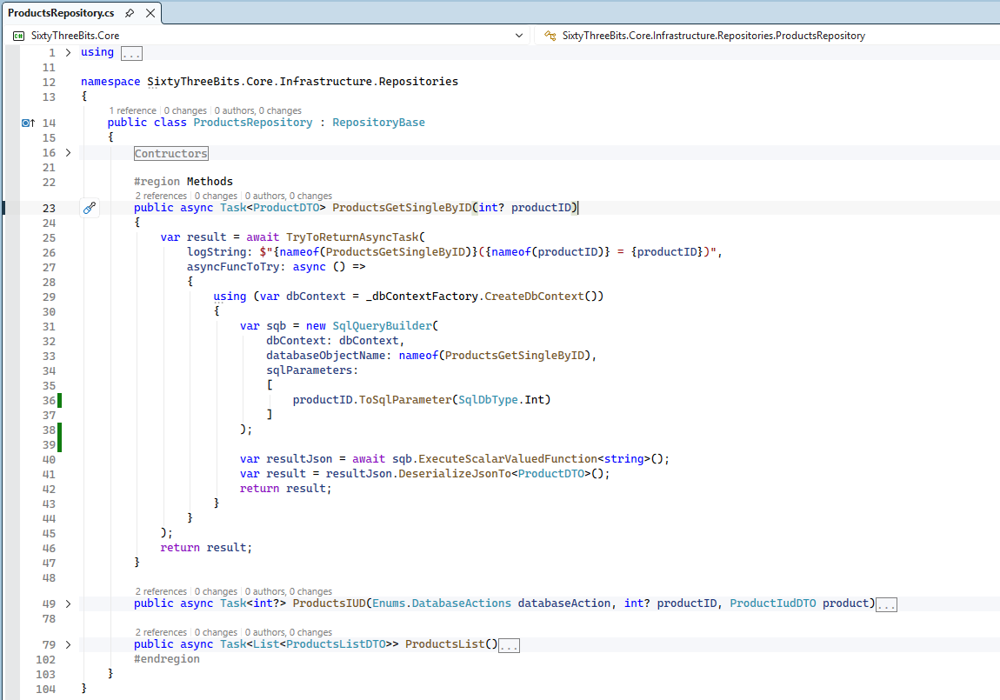 ProductsRepository.cs
SixtyThreeBits.Core SixtyThreeBits.Core.Infrastructure.Repositories.ProductsRepository
1 using ...
11
12 namespace SixtyThreeBits.Core.Infrastructure.Repositories
13 {
1 reference | 0 changes | 0 authors, 0 changes
14 public class ProductsRepository : RepositoryBase
15 {
16 Contructors
21
22 #region Methods
2 references | 0 changes | 0 authors, 0 changes
23 public async Task<ProductDTO> ProductsGetSingleByID(int? productID)
24 {
25 var result = await TryToReturnAsyncTask(
26 logString: $"{nameof(ProductsGetSingleByID)}({nameof(productID)} = {productID})",
27 asyncFuncToTry: async () =>
28 {
29 using (var dbContext = _dbContextFactory.CreateDbContext())
30 {
31 var sqb = new SqlQueryBuilder(
32 dbContext: dbContext,
33 databaseObjectName: nameof(ProductsGetSingleByID),
34 sqlParameters:
35 [
36 productID.ToSqlParameter(SqlDbType.Int)
37 ]
38 );
39
40 var resultJson = await sqb.ExecuteScalarValuedFunction<string>();
41 var result = resultJson.DeserializeJsonTo<ProductDTO>();
42 return result;
43 }
44 }
45 );
46 return result;
47 }
48
2 references | 0 changes | 0 authors, 0 changes
49 public async Task<int?> ProductsIUD(Enums.DatabaseActions databaseAction, int? productID, ProductIudDTO product)...
78
2 references | 0 changes | 0 authors, 0 changes
79 public async Task<List<ProductsListDTO>> ProductsList()...
102 #endregion
103 }
104 }